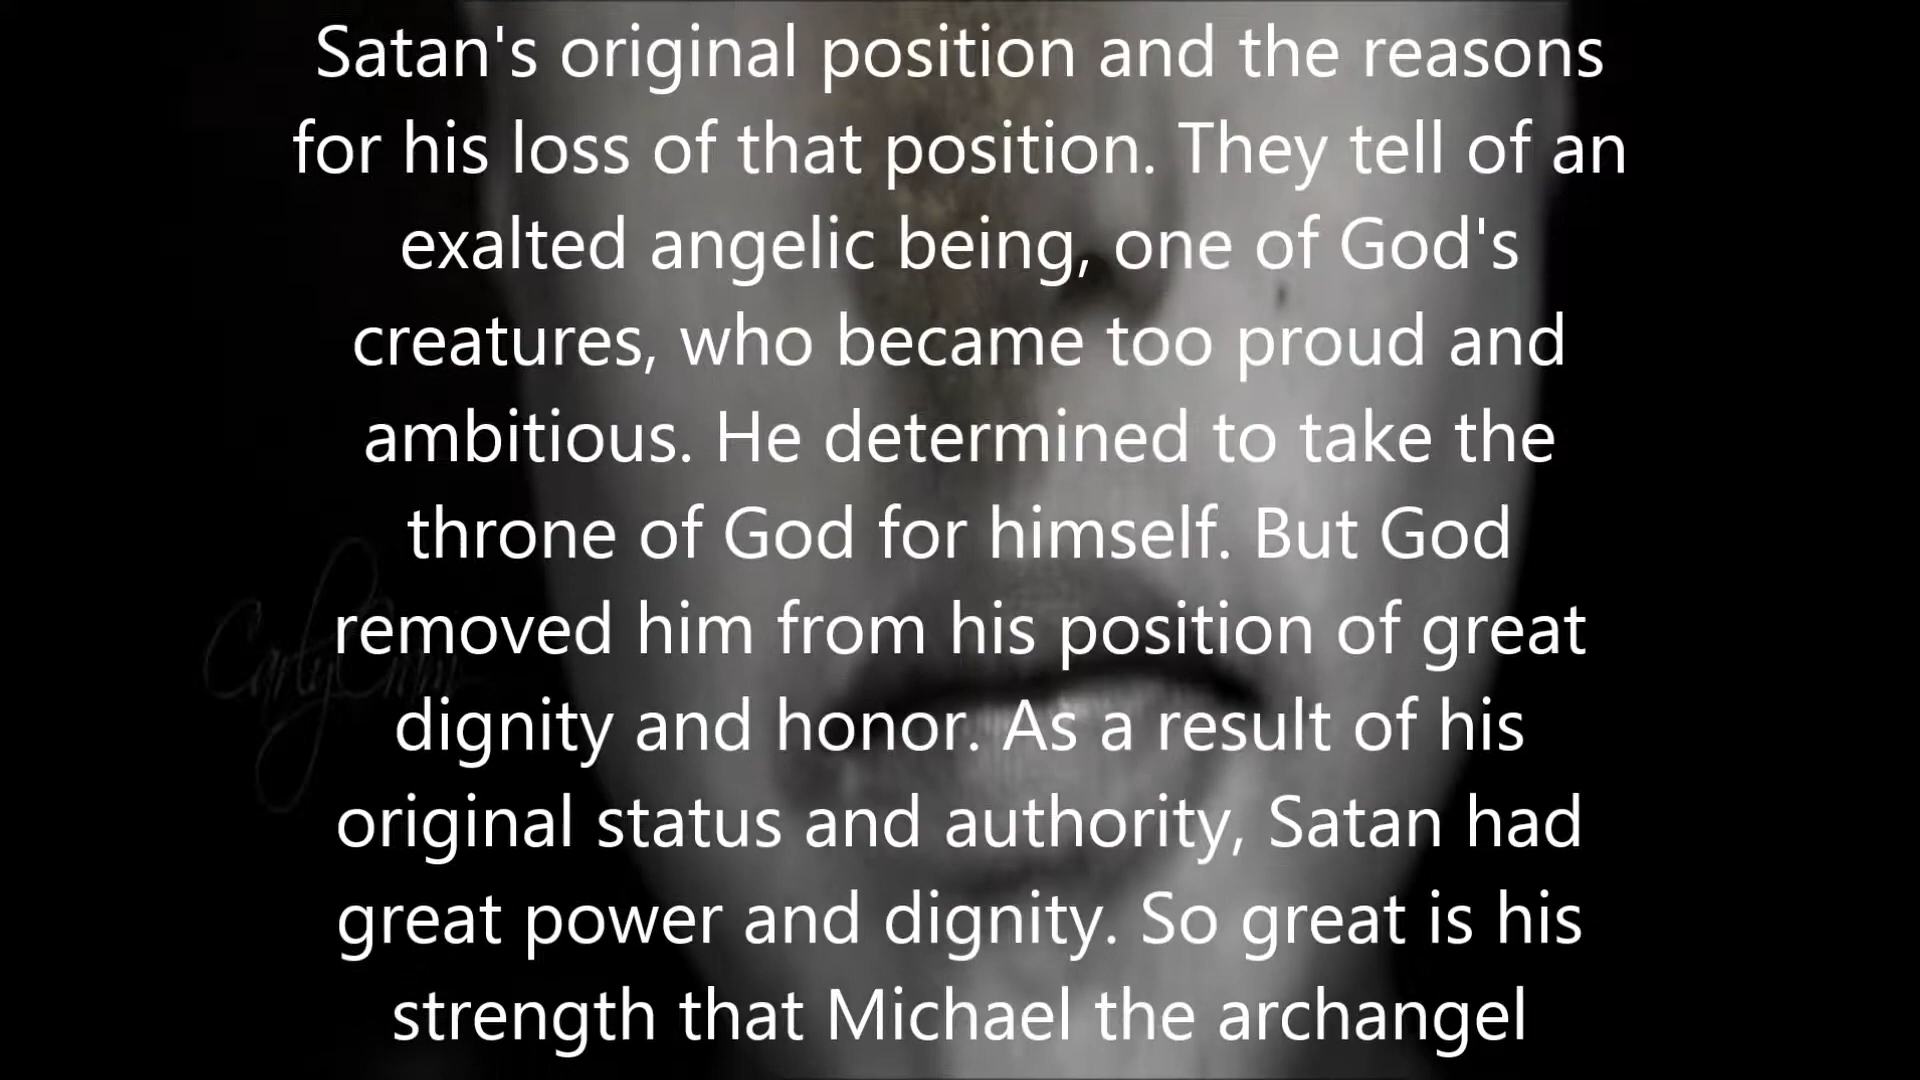 Satan's original position and the reasons
for his loss of that position. They tell of an
exalted angelic being, one of God's
creatures, who became too proud and
ambitious. He determined to take the
throne of God for himself. But God
removed him from his position of great
dignity and honor. As a result of his
original status and authority, Satan had
great power and dignity. So great is his
strength that Michael the archangel